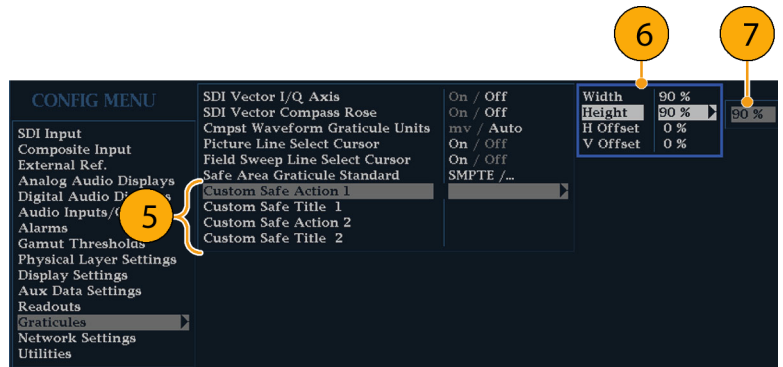 6
7
CONFIG MENU
SDI Input
Composite Input
External Ref.
Analog Audio Displays
Digital Audio
Audio Inputs/
Alarms
Gamut Thresholds
Physical Layer Settings
Display Settings
Aux Data Settings
Readouts
Graticules
Network Settings
Utilities
5
SDI Vector I/Q Axis On / Off
SDI Vector Compass Rose On / Off
Cmpst Waveform Graticule Units mv / Auto
Picture Line Select Cursor On / Off
Field Sweep Line Select Cursor On / Off
Safe Area Graticule Standard SMPTE /...
Custom Safe Action 1
Custom Safe Title 1
Custom Safe Action 2
Custom Safe Title 2
Width 90 %
Height 90 %
H Offset 0 %
V Offset 0 %
90 %